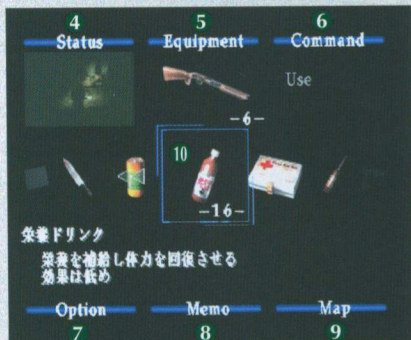 4 5 6
Status Equipment Command
Use
-6-
10
-16-
栄養ドリンク
栄養を補給し体力を回復させる
効果は低め
Option Memo Map
7 8 9